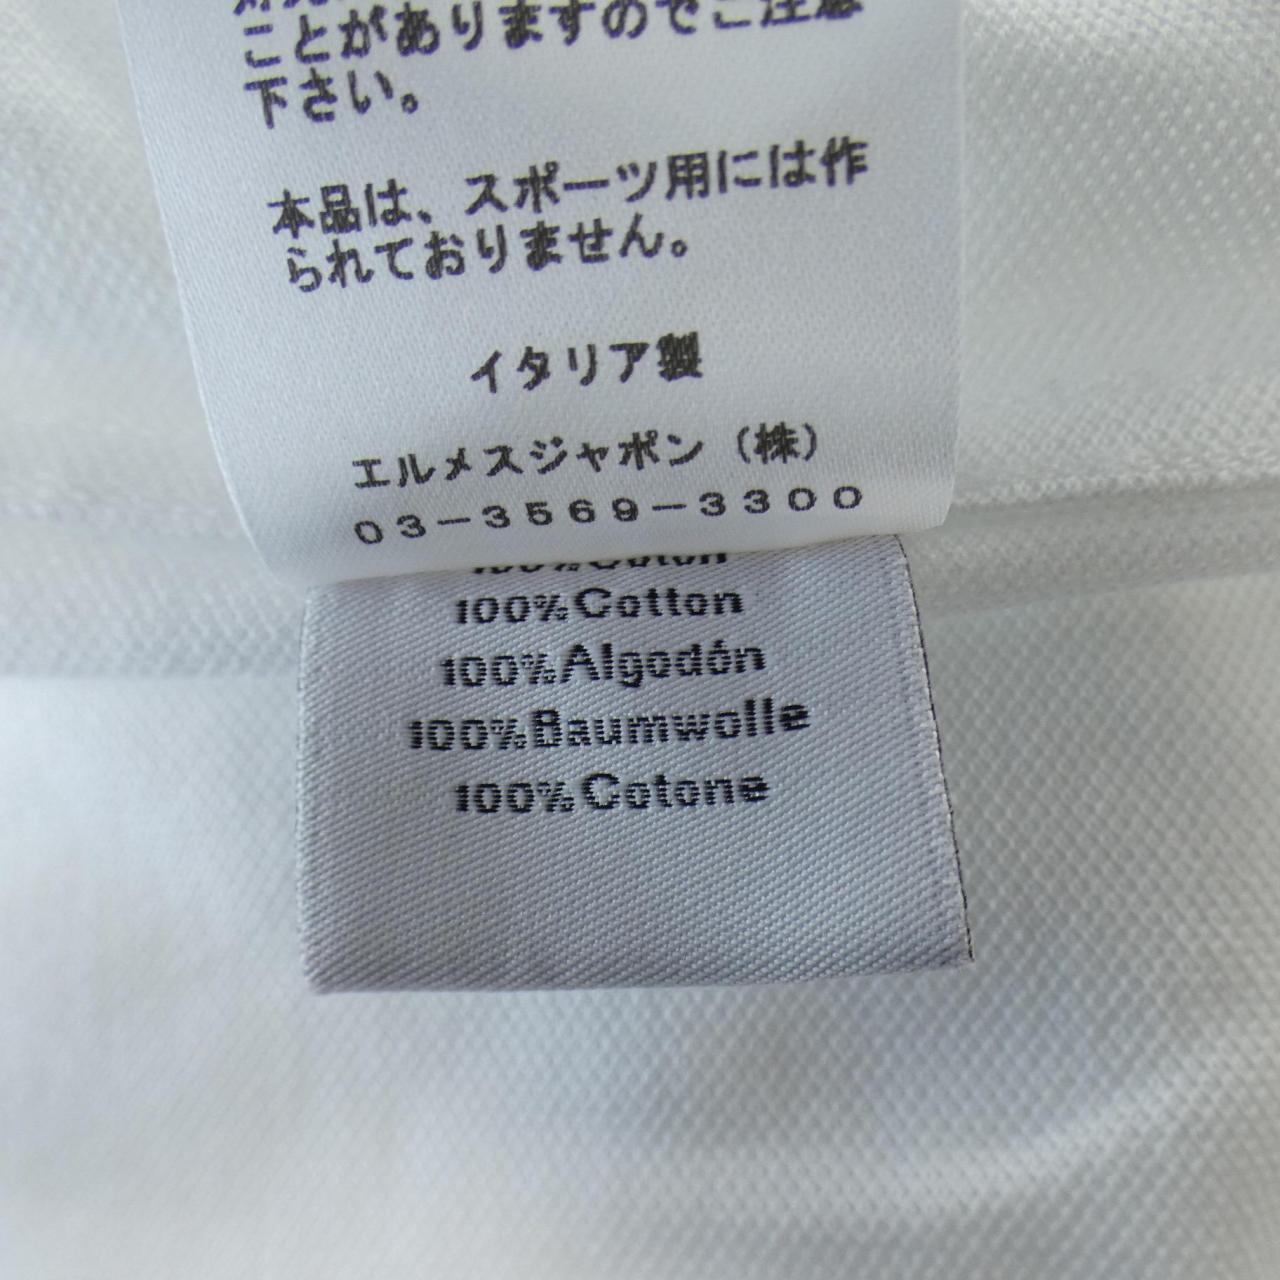 ことがありますのでご注意
下さい。
本品は、スポーツ用には作
られておりません。
イタリア製
エルメスジャポン（株）
03－3569－3300
100%Coton
100%Cotton
100%Algodón
100%Baumwolle
100%Cotone